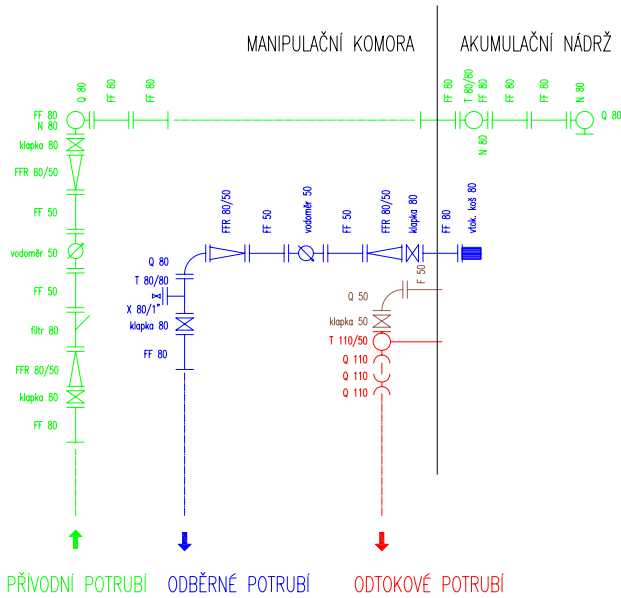 MANIPULAČNÍ KOMORA
AKUMULAČNÍ NÁDRŽ
Q 80
FF 80
FF 80
FF 80
T 80/80
FF 80
FF 80
N 80
Q 80
N 80
FF 80
N 80
klapka 80
FFR 80/50
FF 50
vodoměr 50
FF 50
filtr 80
FFR 80/50
klapka 80
FF 80
FFR 80/50
FF 50
vodoměr 50
FF 50
FFR 80/50
klapka 80
FF 80
vtok. koš 80
Q 80
T 80/80
X 80/1"
klapka 80
FF 80
F 50
Q 50
klapka 50
T 110/50
Q 110
Q 110
Q 110
PŘÍVODNÍ POTRUBÍ
ODBĚRNÉ POTRUBÍ
ODTOKOVÉ POTRUBÍ